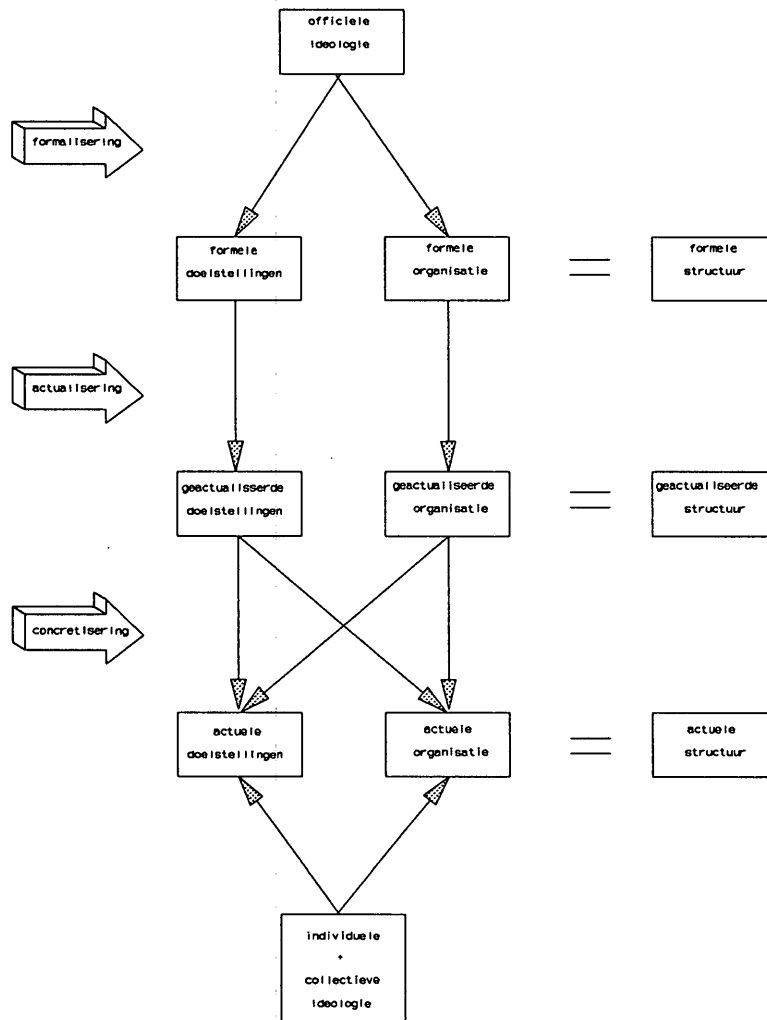 officiele
ideologie
formalisering
formele
doelstellingen
formele
organisatie
formele
structuur
actualisering
geactualisserde
doelstellingen
geactualiseerde
organisatie
geactualiseerde
structuur
concretisering
actuele
doelstellingen
actuele
organisatie
actuele
structuur
individuele
+
collectieve
ideologie